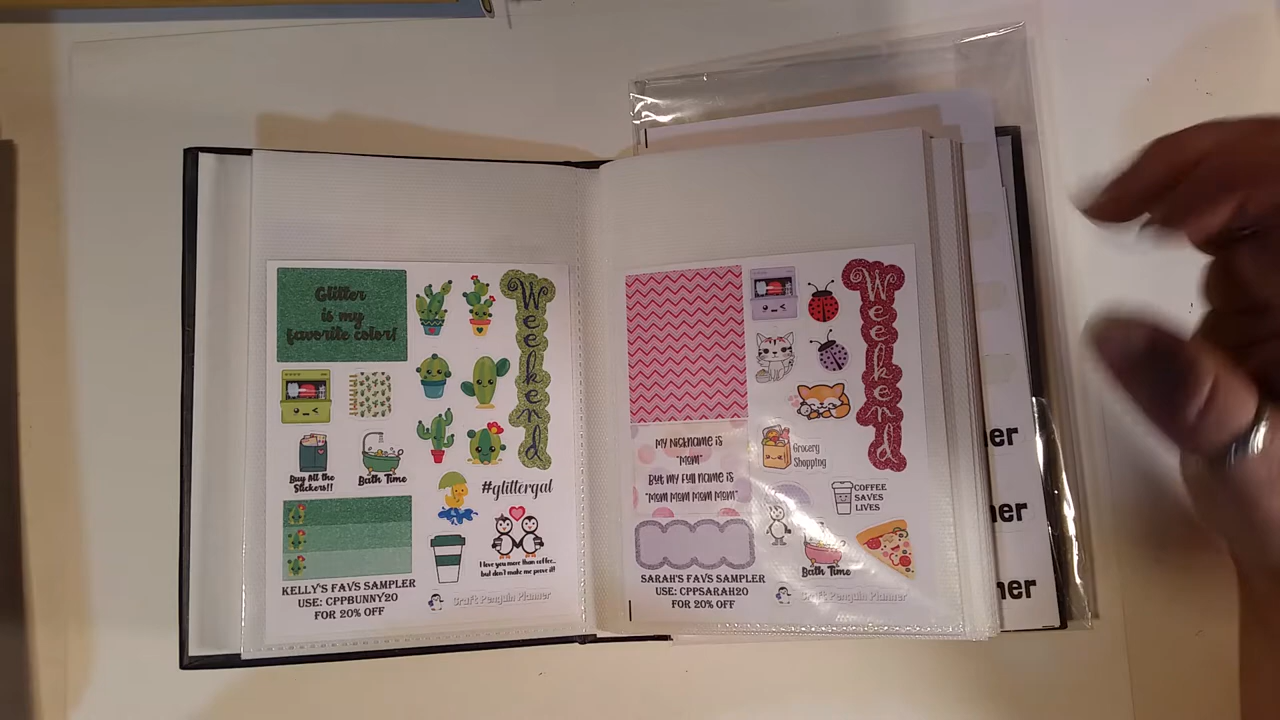 Glitter
is my
favorite color!
Weekend
Buy All the
Stickers!!
Bath Time
#glittergal
I love you more than coffee...
but don't make me prove it!
KELLY'S FAVS SAMPLER
USE: CPPBUNNY20
FOR 20% OFF
Craft Penguin Planner
Weekend
My Nickname is
"Mom"
But my full name is
"Mom Mom Mom Mom"
Grocery
Shopping
COFFEE
SAVES
LIVES
Bath Time
SARAH'S FAVS SAMPLER
USE: CPPSARAH20
FOR 20% OFF
Craft Penguin Planner